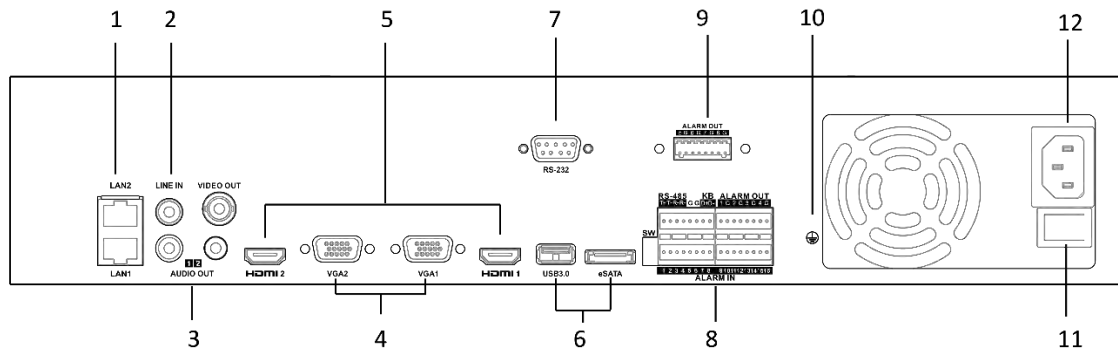 1 2 5 7 9 10 12
ALARM OUT
RS-232
LAN2 LINE IN VIDEO OUT
RS-485 KB ALARM OUT
T+ T- R+ R- G G D+ D-
SW
LAN1 AUDIO OUT 1 2 HDMI 2 VGA2 VGA1 HDMI 1 USB3.0 eSATA
1 2 3 4 5 6 7 8 9 10 11 12 13 14 15 16
ALARM IN
3 4 6 8 11